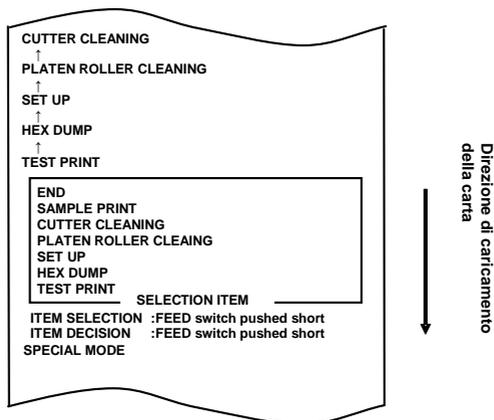 CUTTER CLEANING
↑
PLATEN ROLLER CLEANING
↑
SET UP
↑
HEX DUMP
↑
TEST PRINT
END
SAMPLE PRINT
CUTTER CLEANING
PLATEN ROLLER CLEAING
SET UP
HEX DUMP
TEST PRINT
SELECTION ITEM
ITEM SELECTION :FEED switch pushed short
ITEM DECISION :FEED switch pushed short
SPECIAL MODE
Direzione di caricamento
della carta